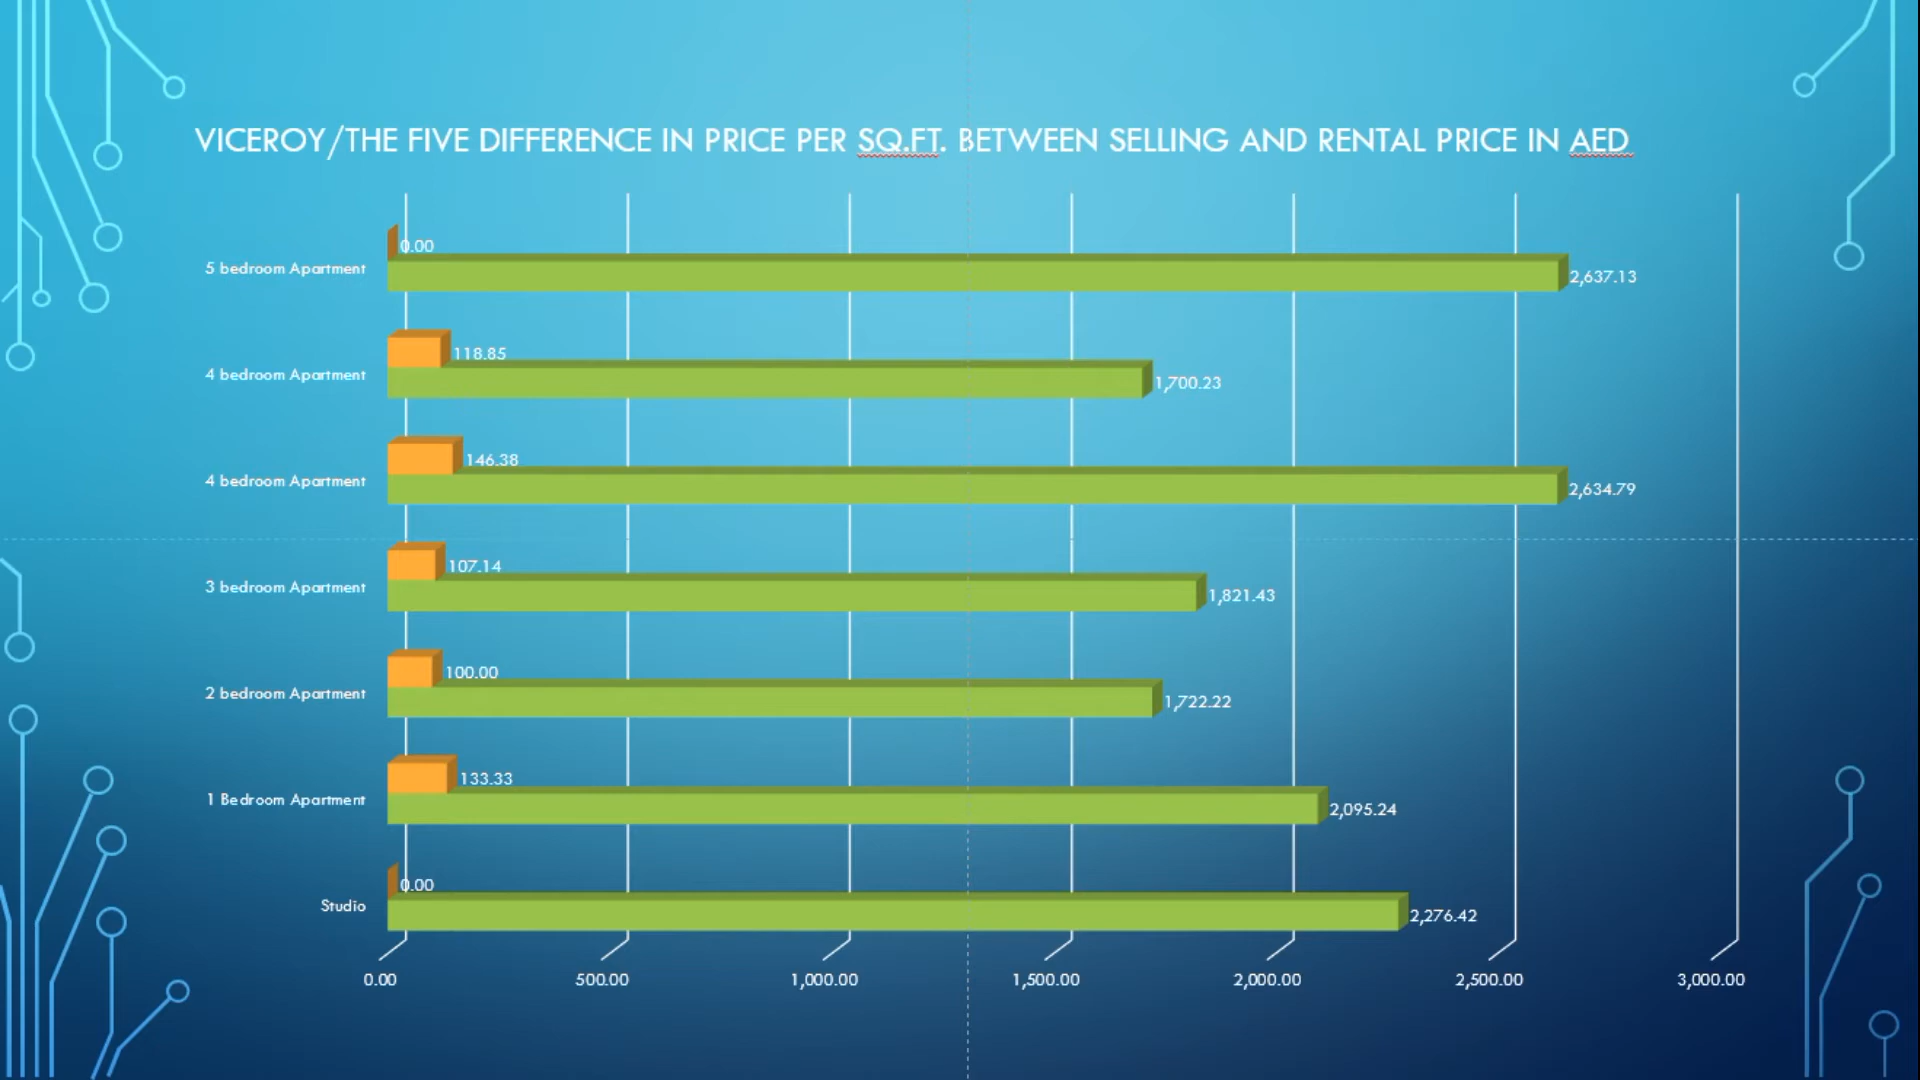 VICEROY/THE FIVE DIFFERENCE IN PRICE PER SQ.FT. BETWEEN SELLING AND RENTAL PRICE IN AED
0.00
5 bedroom Apartment
2,637.13
118.85
4 bedroom Apartment
1,700.23
146.38
4 bedroom Apartment
2,634.79
107.14
3 bedroom Apartment
1,821.43
100.00
2 bedroom Apartment
1,722.22
133.33
1 Bedroom Apartment
2,095.24
0.00
Studio
2,276.42
0.00 500.00 1,000.00 1,500.00 2,000.00 2,500.00 3,000.00